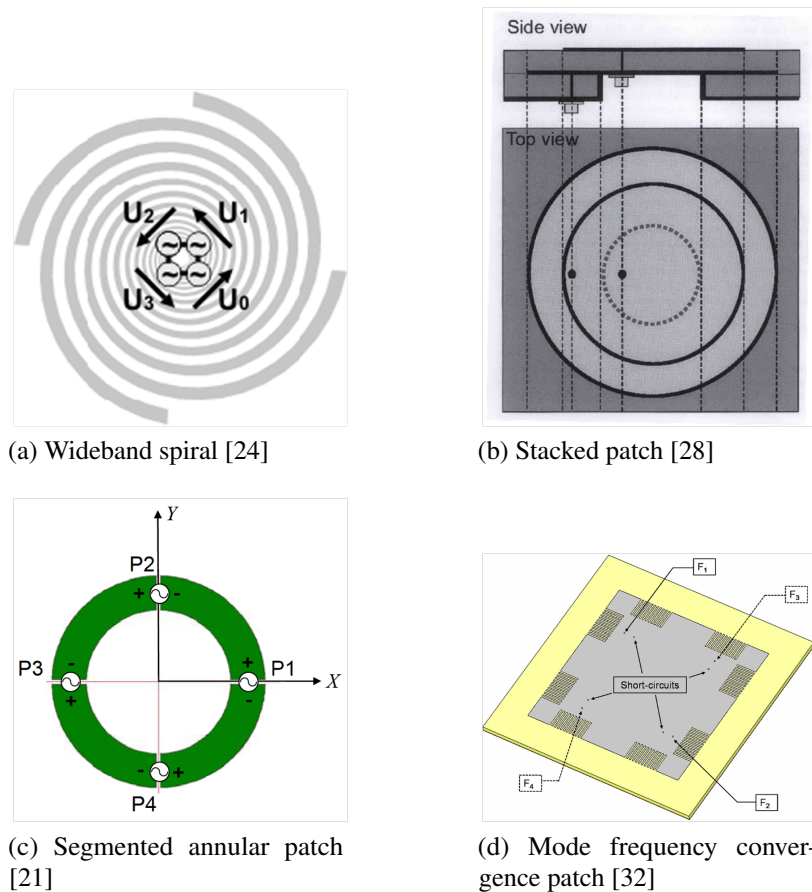 U2
U1
U3
U0
(a) Wideband spiral [24]
Side view
Top view
(b) Stacked patch [28]
Y
P2
+
-
P3
-
+
P1
+
-
X
-
+
P4
(c) Segmented annular patch
[21]
F1
F3
Short-circuits
F4
F2
(d) Mode frequency conver-
gence patch [32]